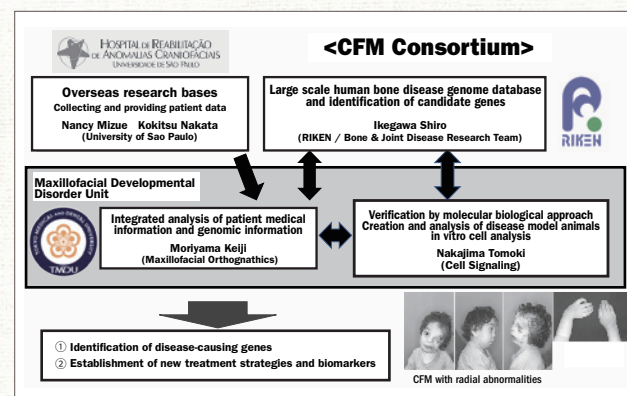 HOSPITAL DE REABILITAÇÃO
DE ANOMALIAS CRANIOFACIAIS
UNIVERSIDADE DE SÃO PAULO
<CFM Consortium>
Overseas research bases
Collecting and providing patient data
Nancy Mizue Kokitsu Nakata
(University of Sao Paulo)
Large scale human bone disease genome database
and identification of candidate genes
Ikegawa Shiro
(RIKEN / Bone & Joint Disease Research Team)
RIKEN
Maxillofacial Developmental
Disorder Unit
TOKYO MEDICAL AND DENTAL UNIVERSITY
TMDU
Integrated analysis of patient medical
information and genomic information
Moriyama Keiji
(Maxillofacial Orthognathics)
Verification by molecular biological approach
Creation and analysis of disease model animals
in vitro cell analysis
Nakajima Tomoki
(Cell Signaling)
① Identification of disease-causing genes
② Establishment of new treatment strategies and biomarkers
CFM with radial abnormalities